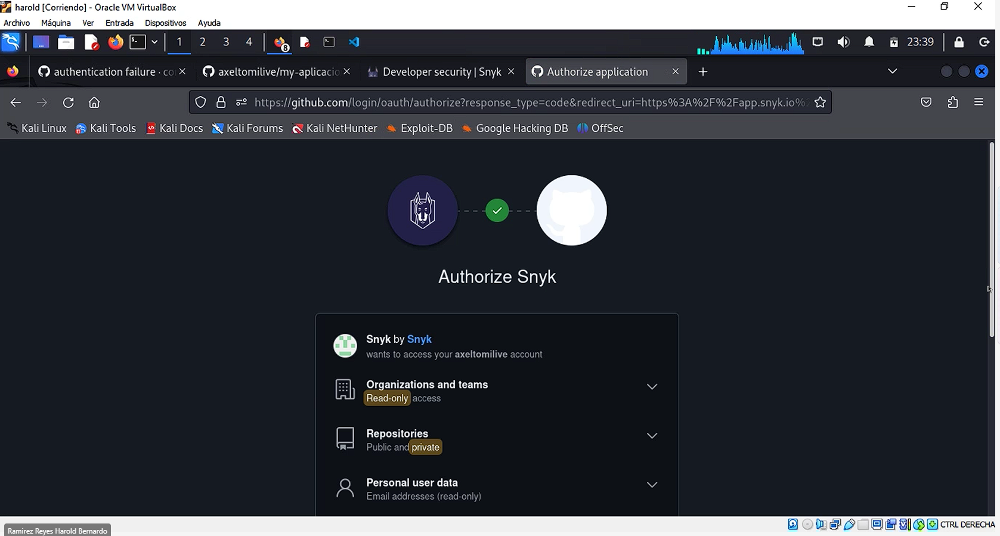 harold [Corriendo] - Oracle VM VirtualBox
Archivo Máquina Ver Entrada Dispositivos Ayuda
1 2 3 4 8 23:39
authentication failure · co axeltomilive/my-aplicacio Developer security | Snyk Authorize application
https://github.com/login/oauth/authorize?response_type=code&redirect_uri=https%3A%2F%2Fapp.snyk.io%2
Kali Linux Kali Tools Kali Docs Kali Forums Kali NetHunter Exploit-DB Google Hacking DB OffSec
Authorize Snyk
Snyk by Snyk
wants to access your axeltomilive account
Organizations and teams
Read-only access
Repositories
Public and private
Personal user data
Email addresses (read-only)
CTRL DERECHA
Ramirez Reyes Harold Bernardo